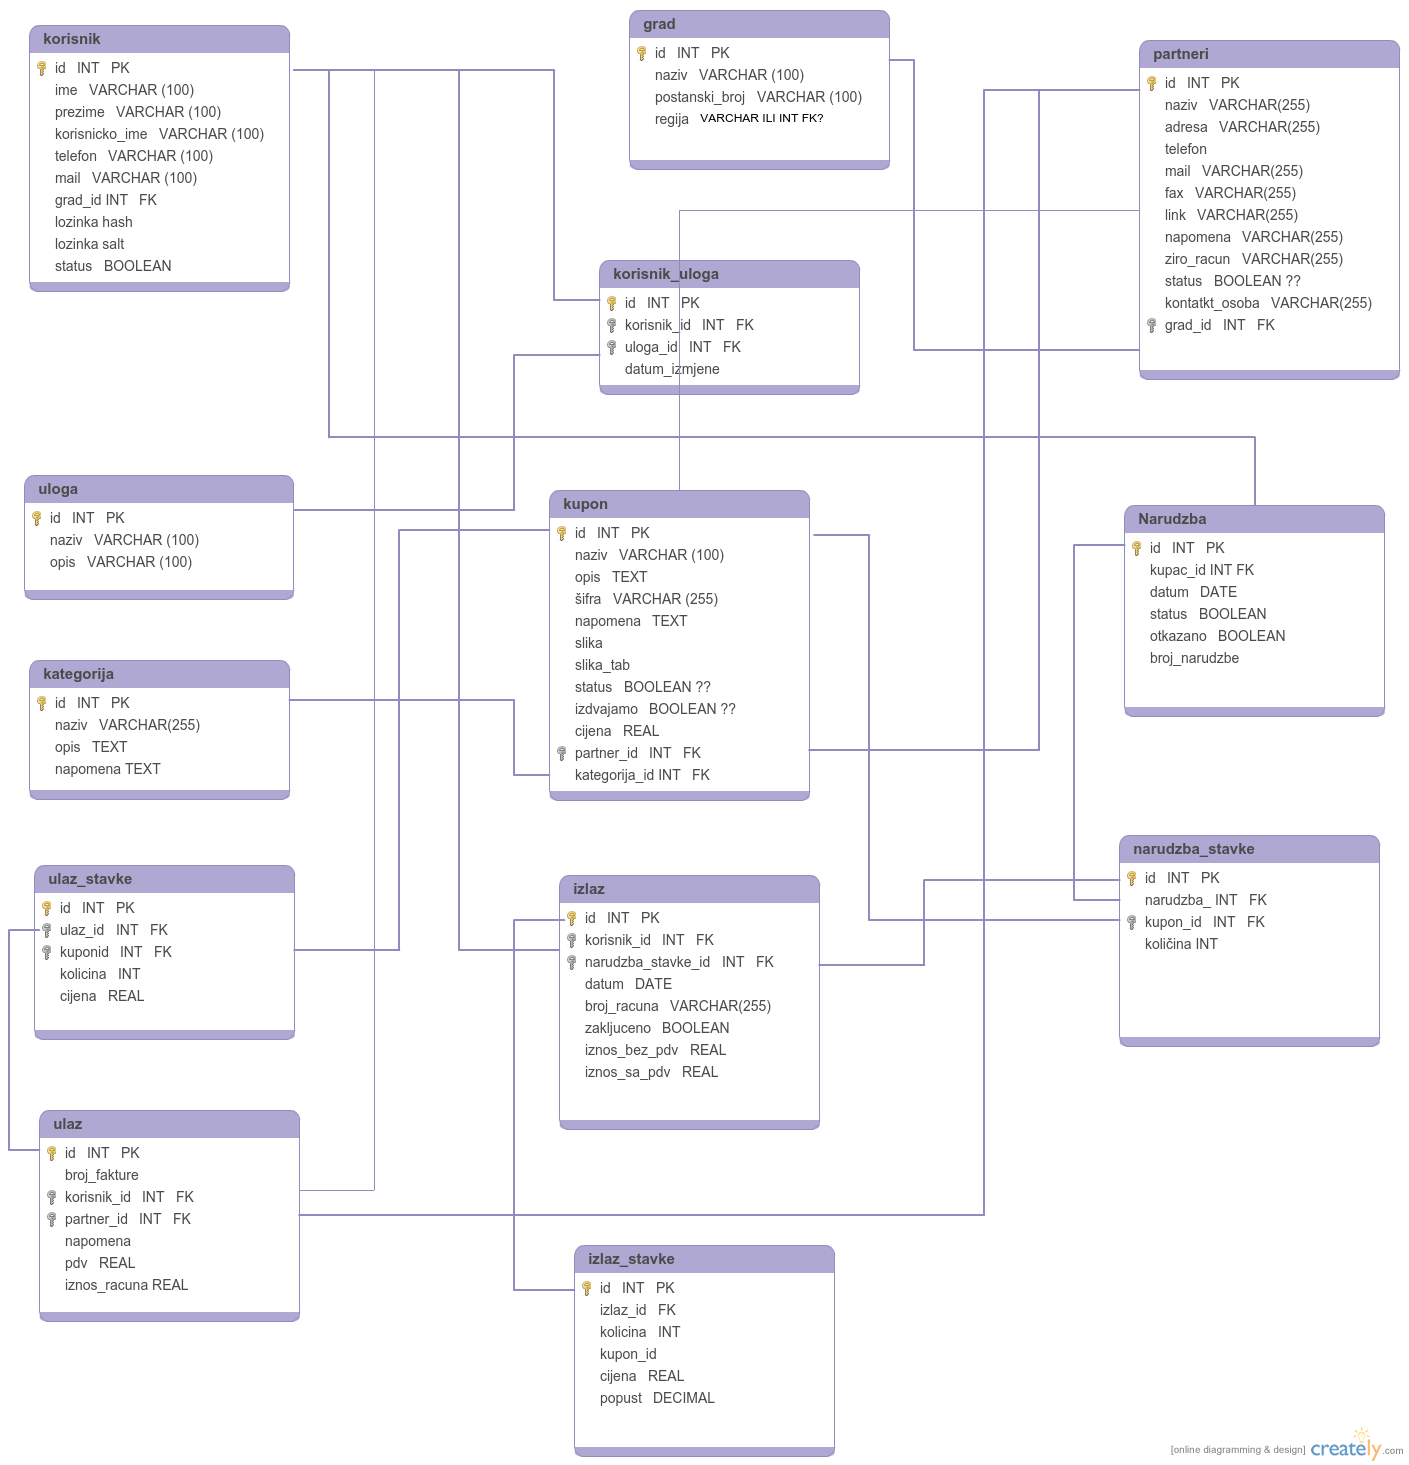 korisnik
id INT PK
ime VARCHAR (100)
prezime VARCHAR (100)
korisnicko_ime VARCHAR (100)
telefon VARCHAR (100)
mail VARCHAR (100)
grad_id INT FK
lozinka hash
lozinka salt
status BOOLEAN
grad
id INT PK
naziv VARCHAR (100)
postanski_broj VARCHAR (100)
regija VARCHAR ILI INT FK?
partneri
id INT PK
naziv VARCHAR(255)
adresa VARCHAR(255)
telefon
mail VARCHAR(255)
fax VARCHAR(255)
link VARCHAR(255)
napomena VARCHAR(255)
ziro_racun VARCHAR(255)
status BOOLEAN ??
kontatkt_osoba VARCHAR(255)
grad_id INT FK
korisnik_uloga
id INT PK
korisnik_id INT FK
uloga_id INT FK
datum_izmjene
uloga
id INT PK
naziv VARCHAR (100)
opis VARCHAR (100)
kupon
id INT PK
naziv VARCHAR (100)
opis TEXT
šifra VARCHAR (255)
napomena TEXT
slika
slika_tab
status BOOLEAN ??
izdvajamo BOOLEAN ??
cijena REAL
partner_id INT FK
kategorija_id INT FK
Narudzba
id INT PK
kupac_id INT FK
datum DATE
status BOOLEAN
otkazano BOOLEAN
broj_narudzbe
kategorija
id INT PK
naziv VARCHAR(255)
opis TEXT
napomena TEXT
ulaz_stavke
id INT PK
ulaz_id INT FK
kuponid INT FK
kolicina INT
cijena REAL
izlaz
id INT PK
korisnik_id INT FK
narudzba_stavke_id INT FK
datum DATE
broj_racuna VARCHAR(255)
zakljuceno BOOLEAN
iznos_bez_pdv REAL
iznos_sa_pdv REAL
narudzba_stavke
id INT PK
narudzba_ INT FK
kupon_id INT FK
količina INT
ulaz
id INT PK
broj_fakture
korisnik_id INT FK
partner_id INT FK
napomena
pdv REAL
iznos_racuna REAL
izlaz_stavke
id INT PK
izlaz_id FK
kolicina INT
kupon_id
cijena REAL
popust DECIMAL
[online diagramming & design] creately.com